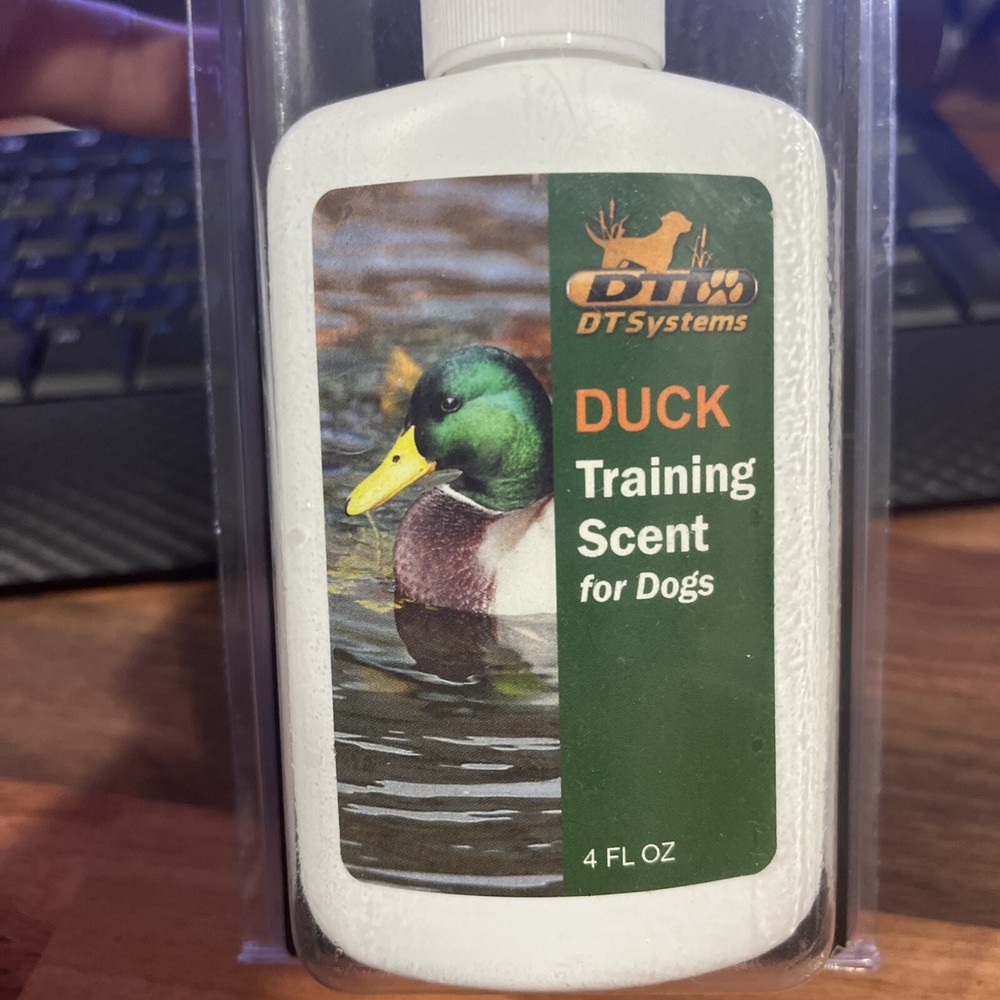 DT
DTSystems
DUCK
Training
Scent
for Dogs
4 FL OZ